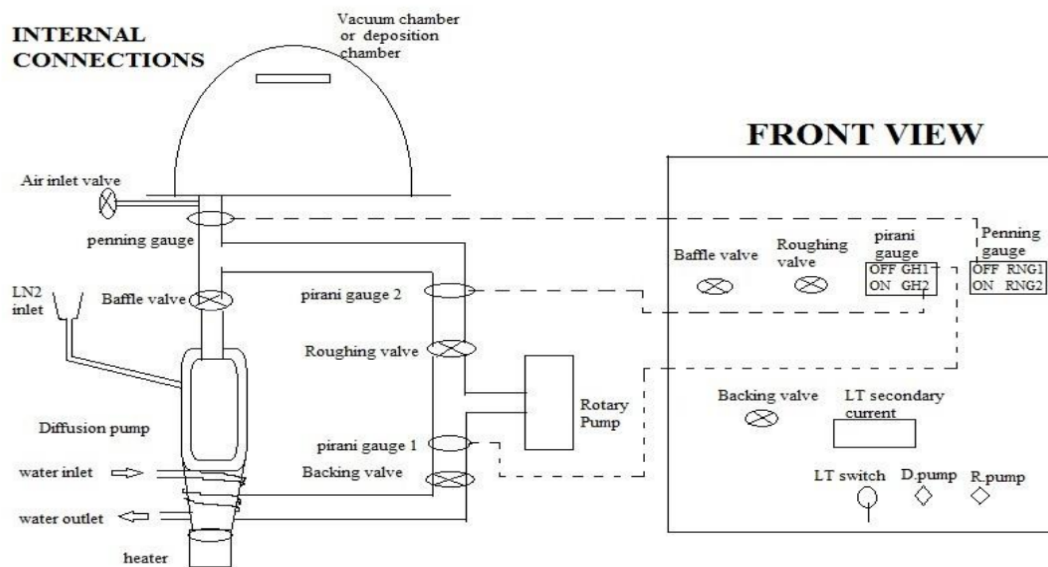 INTERNAL
CONNECTIONS
Vacuum chamber
or deposition
chamber
Air inlet valve
penning gauge
LN2
inlet
Baffle valve
pirani gauge 2
Roughing valve
Rotary
Pump
Diffusion pump
pirani gauge 1
water inlet
Backing valve
water outlet
heater
FRONT VIEW
Baffle valve
Roughing
valve
pirani
gauge
OFF GH1
ON GH2
Penning
gauge
OFF RNG1
ON RNG2
Backing valve
LT secondary
current
LT switch
D.pump
R.pump